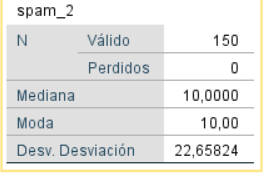 spam_2
N Válido 150
Perdidos 0
Mediana 10,0000
Moda 10,00
Desv. Desviación 22,65824